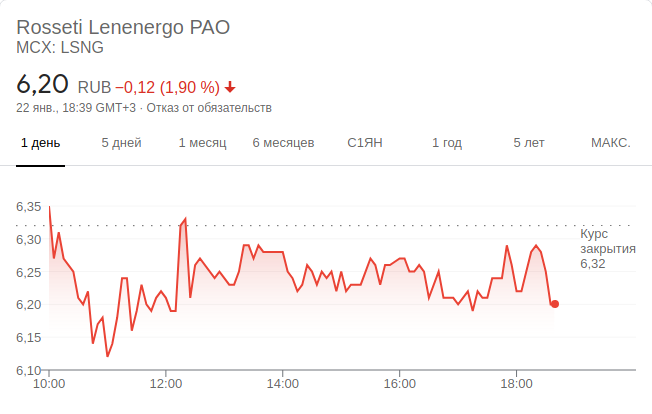 Rosseti Lenenergo PAO
MCX: LSNG
6,20 RUB −0,12 (1,90 %)
22 янв., 18:39 GMT+3 · Отказ от обязательств
1 день 5 дней 1 месяц 6 месяцев С1ЯН 1 год 5 лет МАКС.
6,35
6,30
6,25
6,20
6,15
6,10
Курс
закрытия
6,32
10:00 12:00 14:00 16:00 18:00